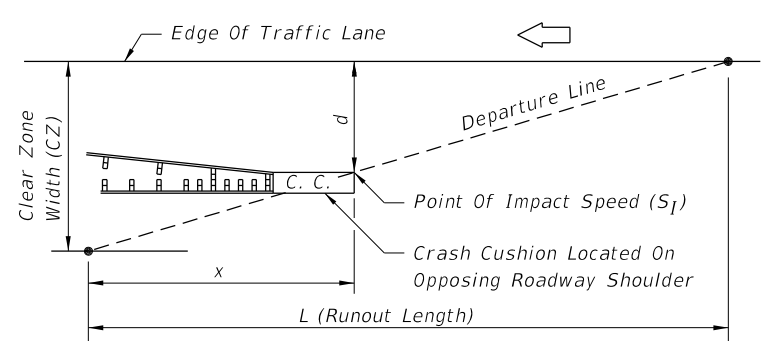 Edge Of Traffic Lane
Departure Line
d
Clear Zone
Width (CZ)
C. C.
Point Of Impact Speed (SI)
Crash Cushion Located On
Opposing Roadway Shoulder
x
L (Runout Length)